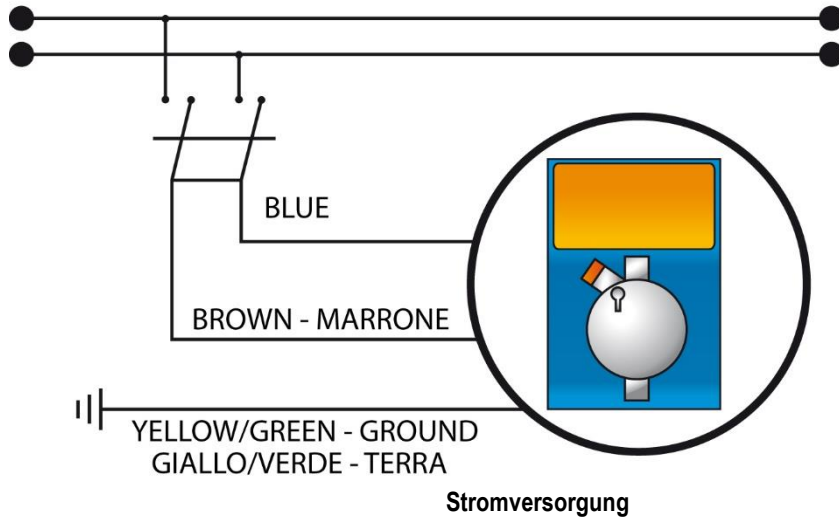 BLUE
BROWN - MARRONE
YELLOW/GREEN - GROUND
GIALLO/VERDE - TERRA
Stromversorgung